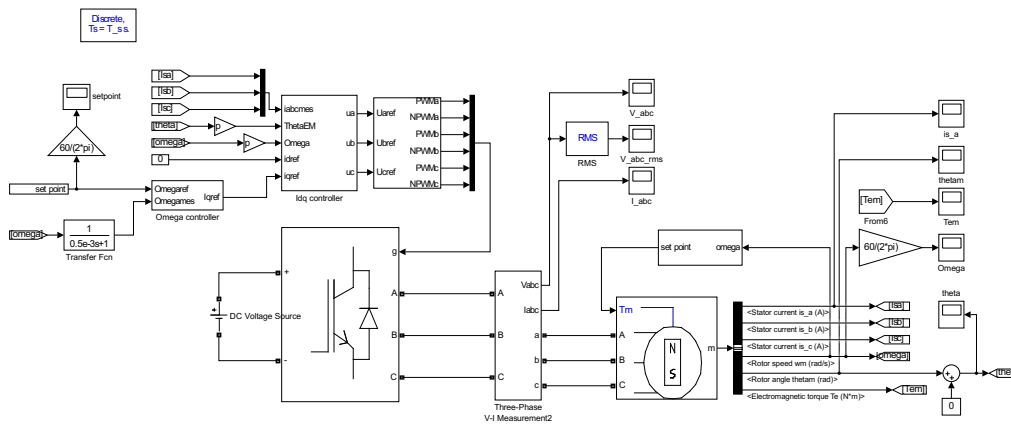 Discrete,
Ts = T_s s.
setpoint
60/(2*pi)
set point
[omega]
1
0.5e-3s+1
Transfer Fcn
[Isa]
[Isb]
[Isc]
[theta]
p
[omega]
p
0
Omegaref
Omegames
Iqref
Omega controller
iabcmes
ThetaEM
Omega
idref
iqref
ua
ub
uc
Idq controller
Uaref
Ubref
Ucref
PWMa
NPWMa
PWMb
NPWMb
PWMc
NPWMc
V_abc
RMS
RMS
V_abc_rms
I_abc
is_a
thetam
[Tem]
From6
Tem
60/(2*pi)
Omega
DC Voltage Source
+
-
+
g
A
B
C
A
B
C
Vabc
Iabc
a
b
c
Three-Phase
V-I Measurement2
set point
omega
Tm
A
B
C
N
S
m
<Stator current is_a (A)>
<Stator current is_b (A)>
<Stator current is_c (A)>
<Rotor speed wm (rad/s)>
<Rotor angle thetam (rad)>
<Electromagnetic torque Te (N*m)>
[Isa]
[Isb]
[Isc]
[omega]
[Tem]
theta
+
+
0